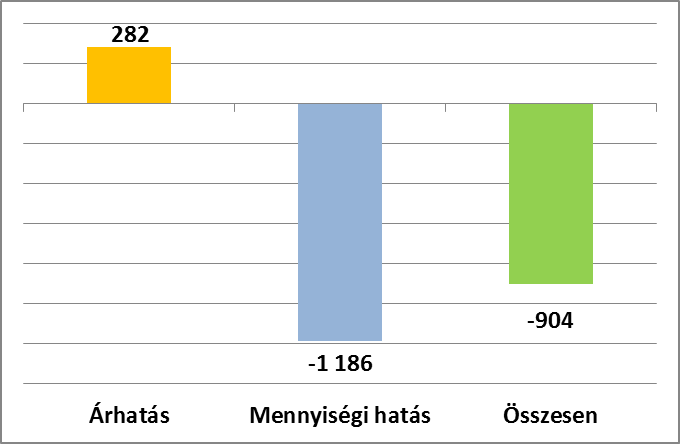 282
-904
-1 186
Árhatás
Mennyiségi hatás
Összesen